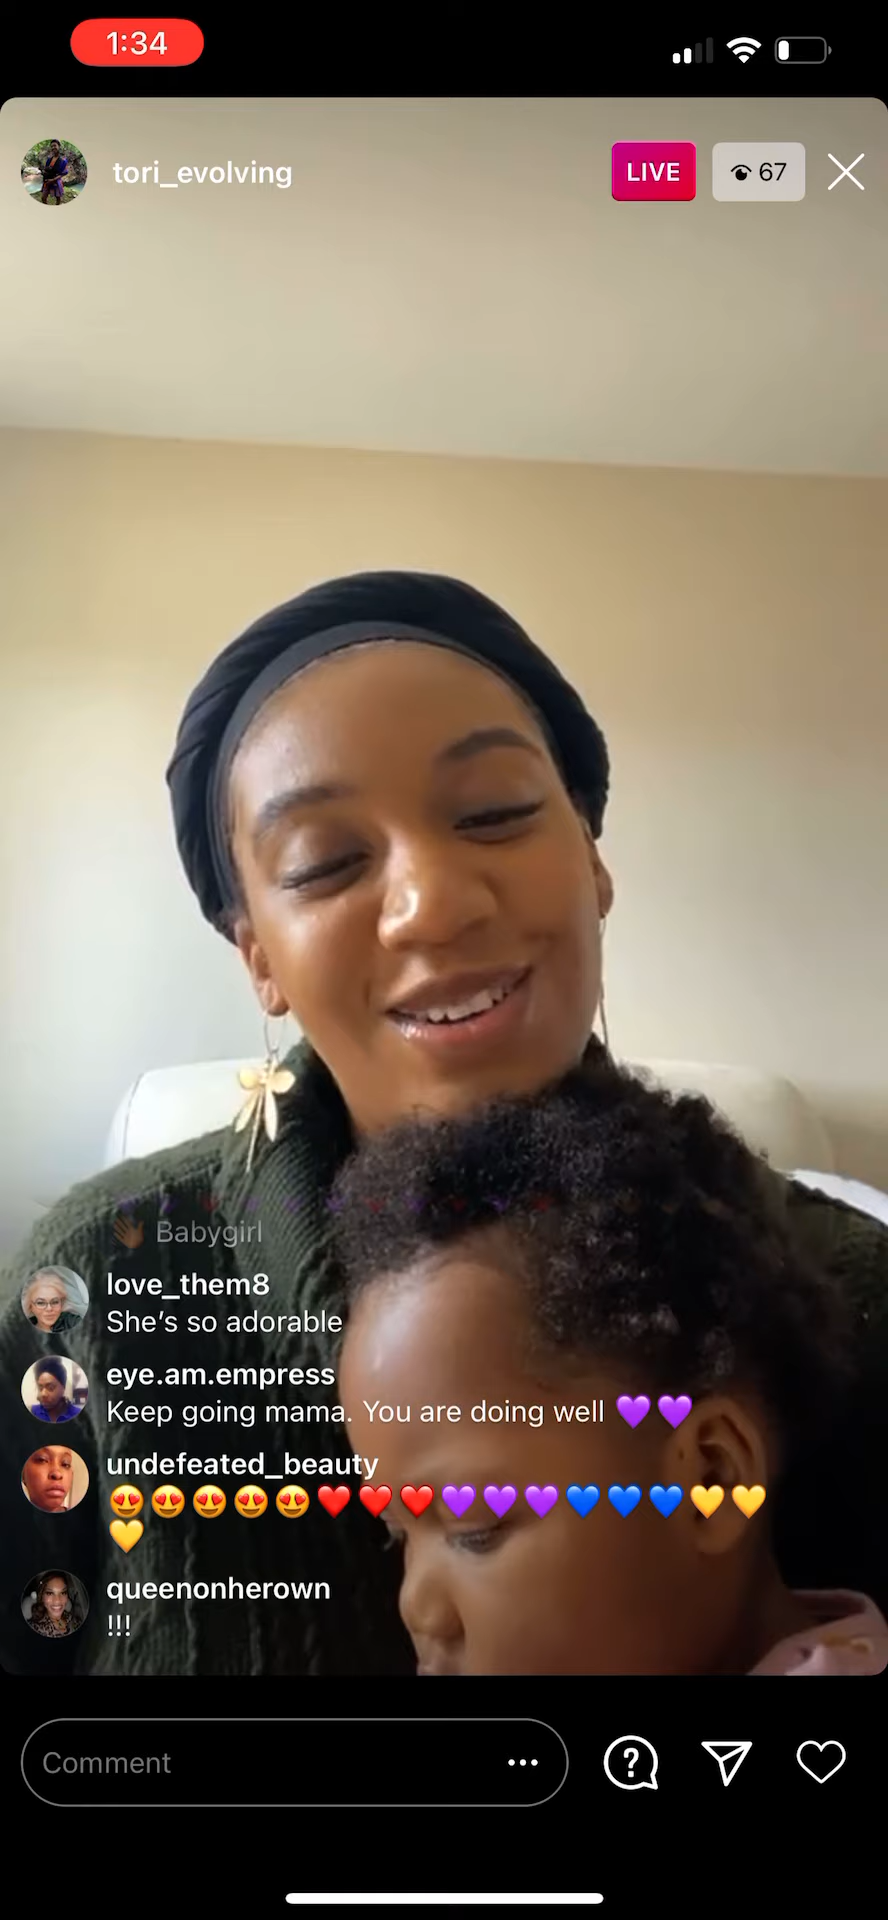 1:34
tori_evolving
LIVE
67
👋🏾 Babygirl
love_them8
She’s so adorable
eye.am.empress
Keep going mama. You are doing well 💜💜
undefeated_beauty
😍😍😍😍😍❤️❤️❤️💜💜💜💙💙💙💛💛
💛
queenonherown
!!!
Comment